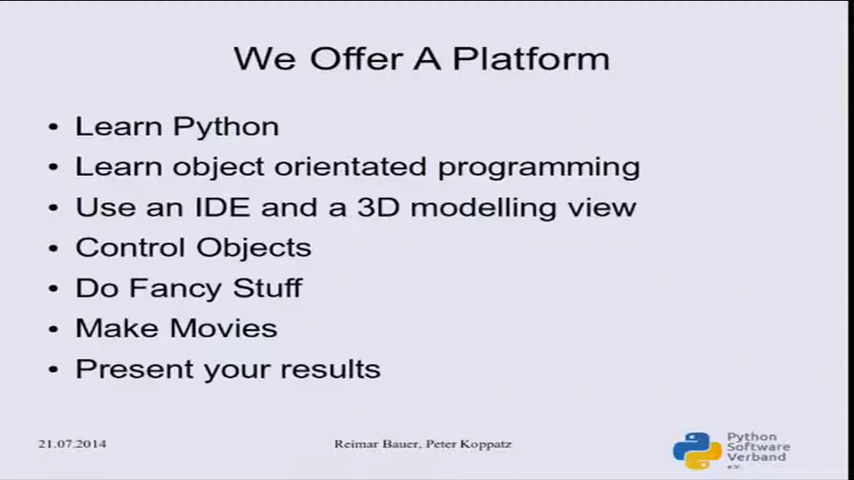 We Offer A Platform
• Learn Python
• Learn object orientated programming
• Use an IDE and a 3D modelling view
• Control Objects
• Do Fancy Stuff
• Make Movies
• Present your results
21.07.2014
Reimar Bauer, Peter Koppatz
Python
Software
Verband
e.V.